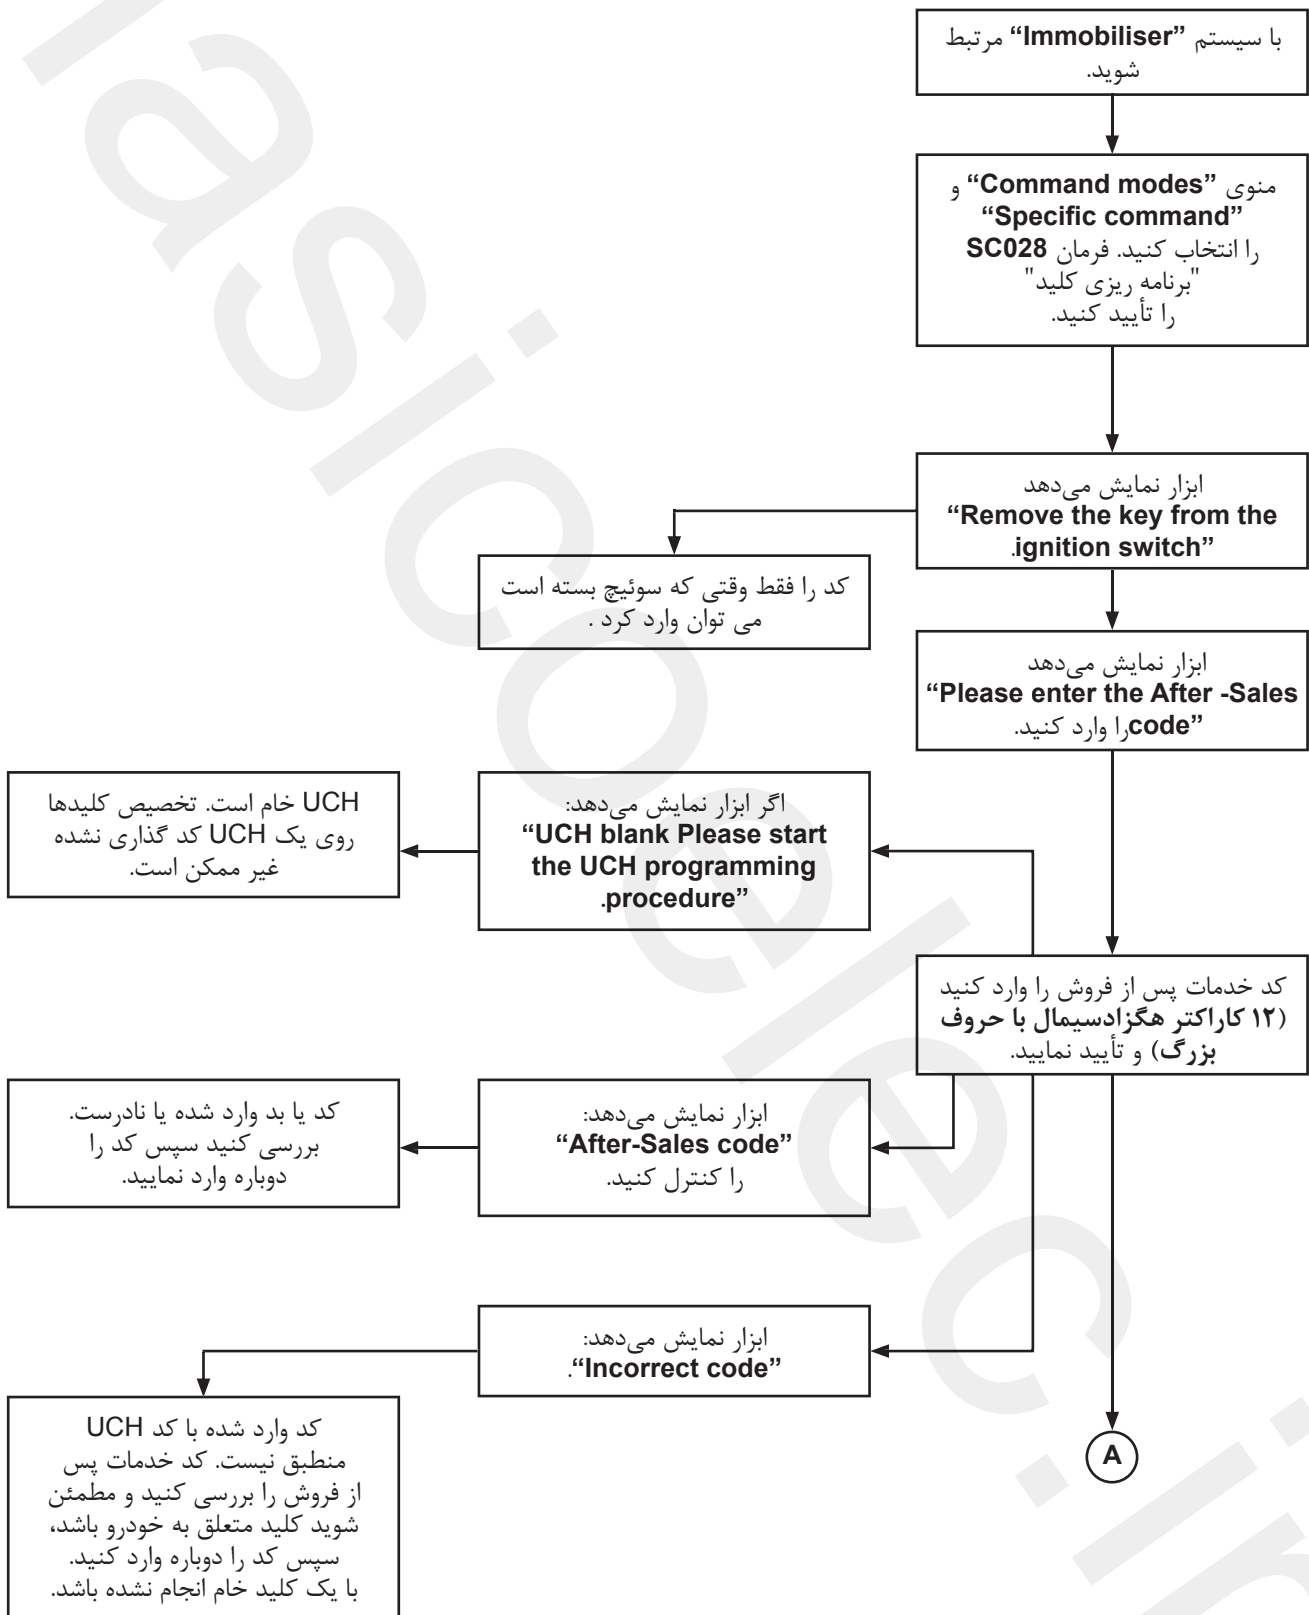 با سیستم “Immobiliser” مرتبط
شوید.
منوی “Command modes” و
“Specific command”
را انتخاب کنید. فرمان SC028
"برنامه ریزی کلید"
را تأیید کنید.
ابزار نمایش می‌دهد
“Remove the key from the
ignition switch”.
کد را فقط وقتی که سوئیچ بسته است
می توان وارد کرد .
ابزار نمایش می‌دهد
“Please enter the After -Sales
code”را وارد کنید.
اگر ابزار نمایش می‌دهد:
“UCH blank Please start
the UCH programming
procedure”.
UCH خام است. تخصیص کلیدها
روی یک UCH کد گذاری نشده
غیر ممکن است.
کد خدمات پس از فروش را وارد کنید
(۱۲ کاراکتر هگزادسیمال با حروف
بزرگ) و تأیید نمایید.
ابزار نمایش می‌دهد:
“After-Sales code”
را کنترل کنید.
کد یا بد وارد شده یا نادرست.
بررسی کنید سپس کد را
دوباره وارد نمایید.
ابزار نمایش می‌دهد:
“Incorrect code”.
کد وارد شده با کد UCH
منطبق نیست. کد خدمات پس
از فروش را بررسی کنید و مطمئن
شوید کلید متعلق به خودرو باشد،
سپس کد را دوباره وارد کنید.
با یک کلید خام انجام نشده باشد.
A